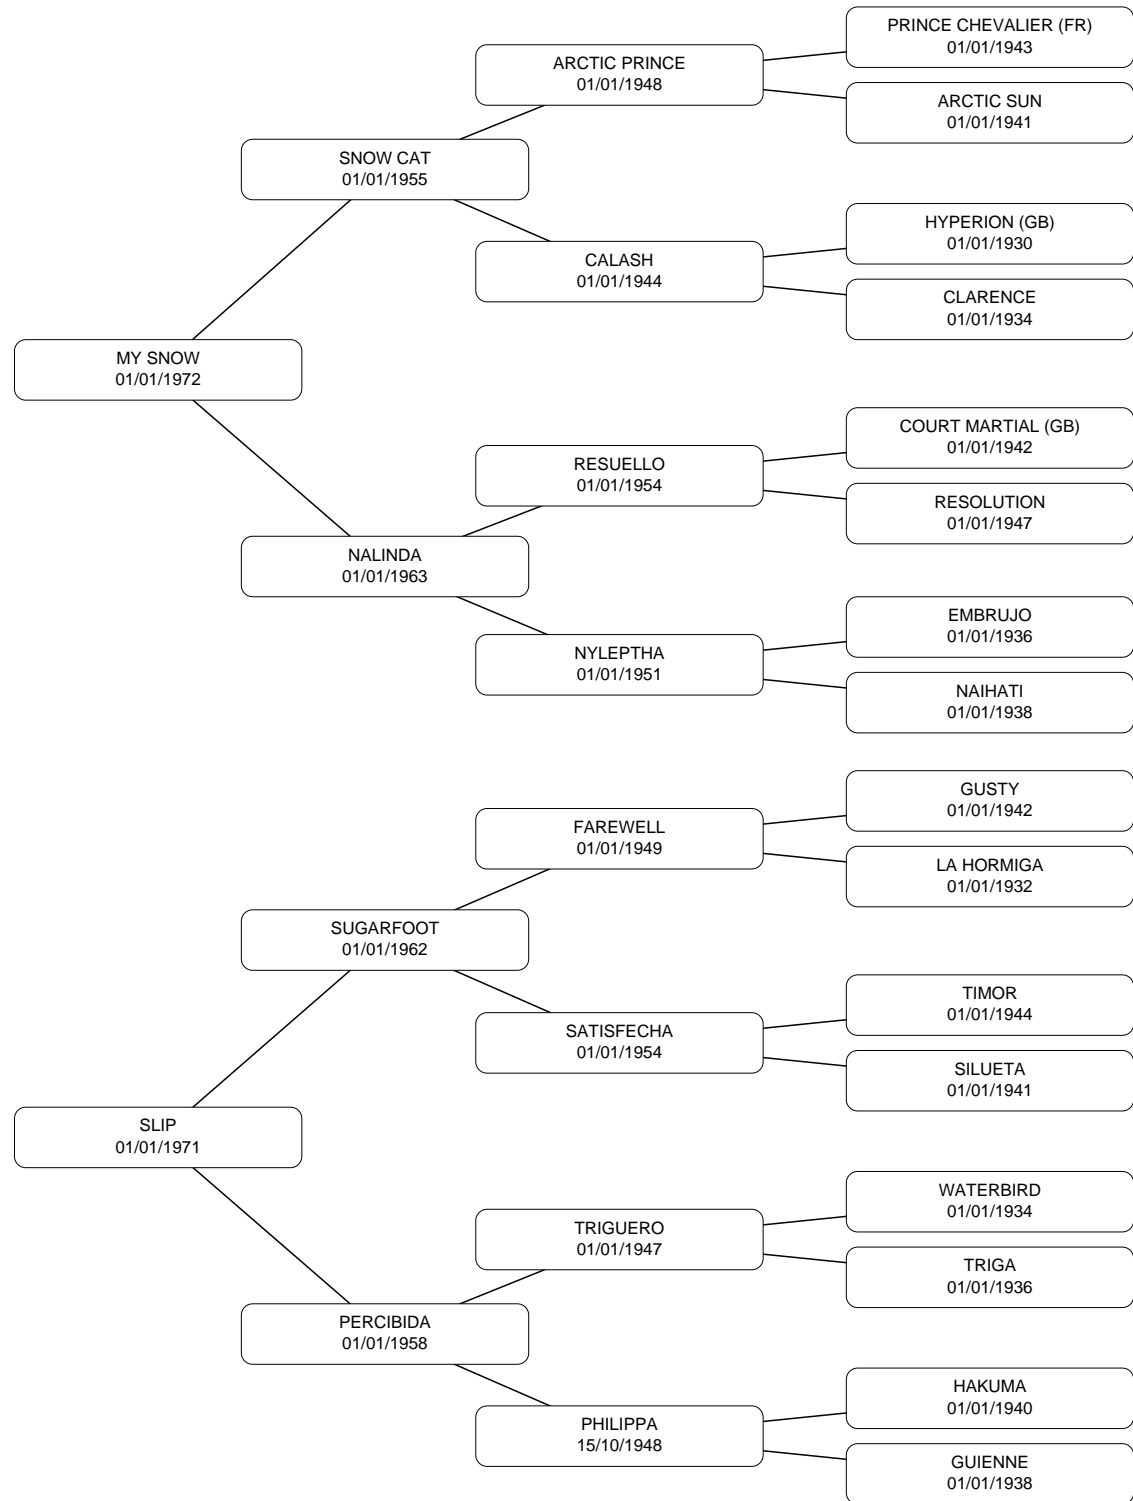 PRINCE CHEVALIER (FR)
01/01/1943
ARCTIC PRINCE
01/01/1948
ARCTIC SUN
01/01/1941
SNOW CAT
01/01/1955
HYPERION (GB)
01/01/1930
CALASH
01/01/1944
CLARENCE
01/01/1934
MY SNOW
01/01/1972
COURT MARTIAL (GB)
01/01/1942
RESUELLO
01/01/1954
RESOLUTION
01/01/1947
NALINDA
01/01/1963
EMBRUJO
01/01/1936
NYLEPTHA
01/01/1951
NAIHATI
01/01/1938
GUSTY
01/01/1942
FAREWELL
01/01/1949
LA HORMIGA
01/01/1932
SUGARFOOT
01/01/1962
TIMOR
01/01/1944
SATISFECHA
01/01/1954
SILUETA
01/01/1941
SLIP
01/01/1971
WATERBIRD
01/01/1934
TRIGUERO
01/01/1947
TRIGA
01/01/1936
PERCIBIDA
01/01/1958
HAKUMA
01/01/1940
PHILIPPA
15/10/1948
GUIENNE
01/01/1938